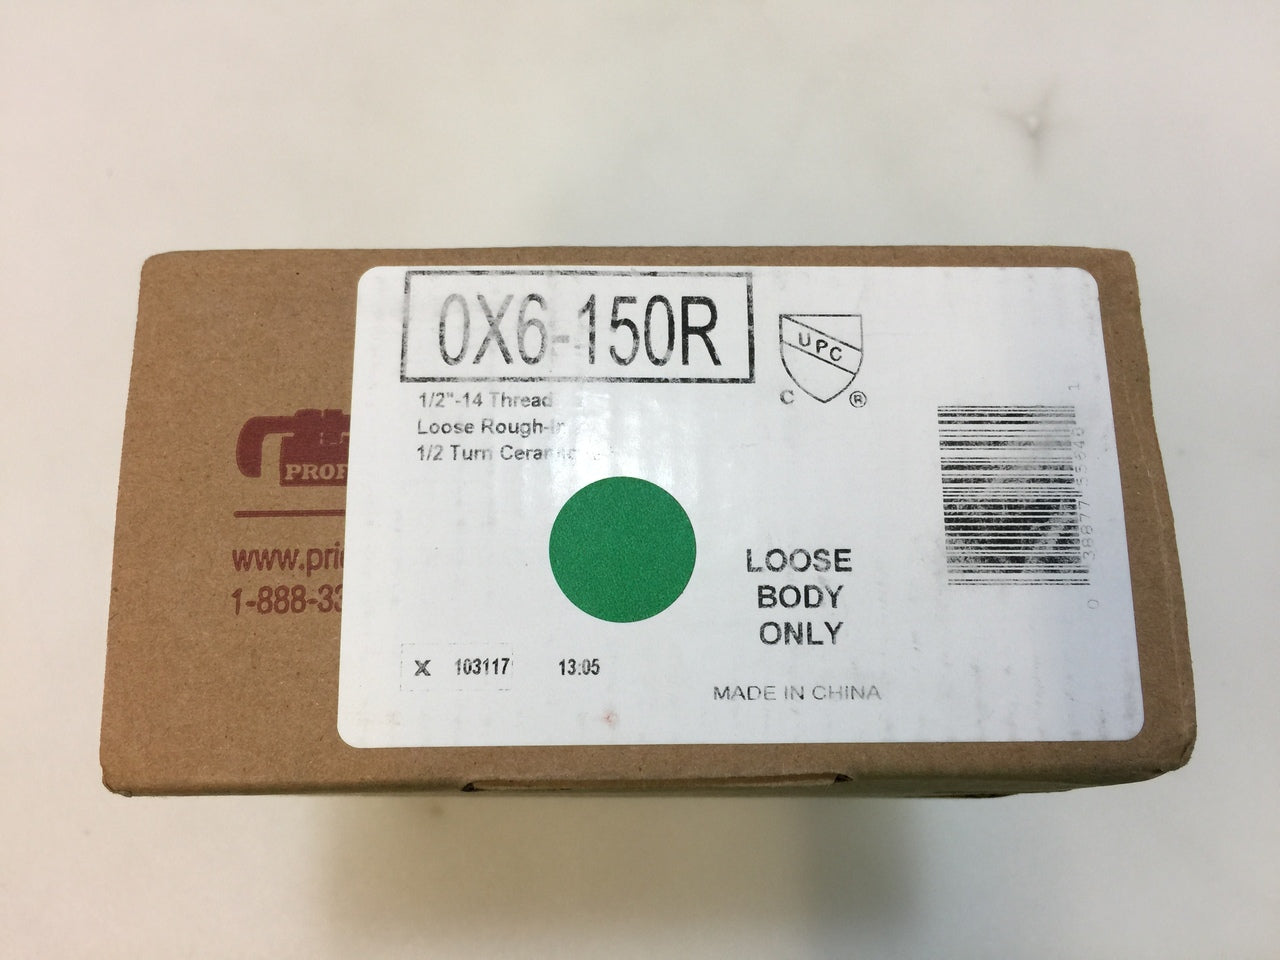 0X6-150R
UPC
C ®
1/2"-14 Thread
Loose Rough-In
1/2 Turn Ceramic
PROF
www.pri
1-888-33
LOOSE
BODY
ONLY
X 103117 13:05
MADE IN CHINA